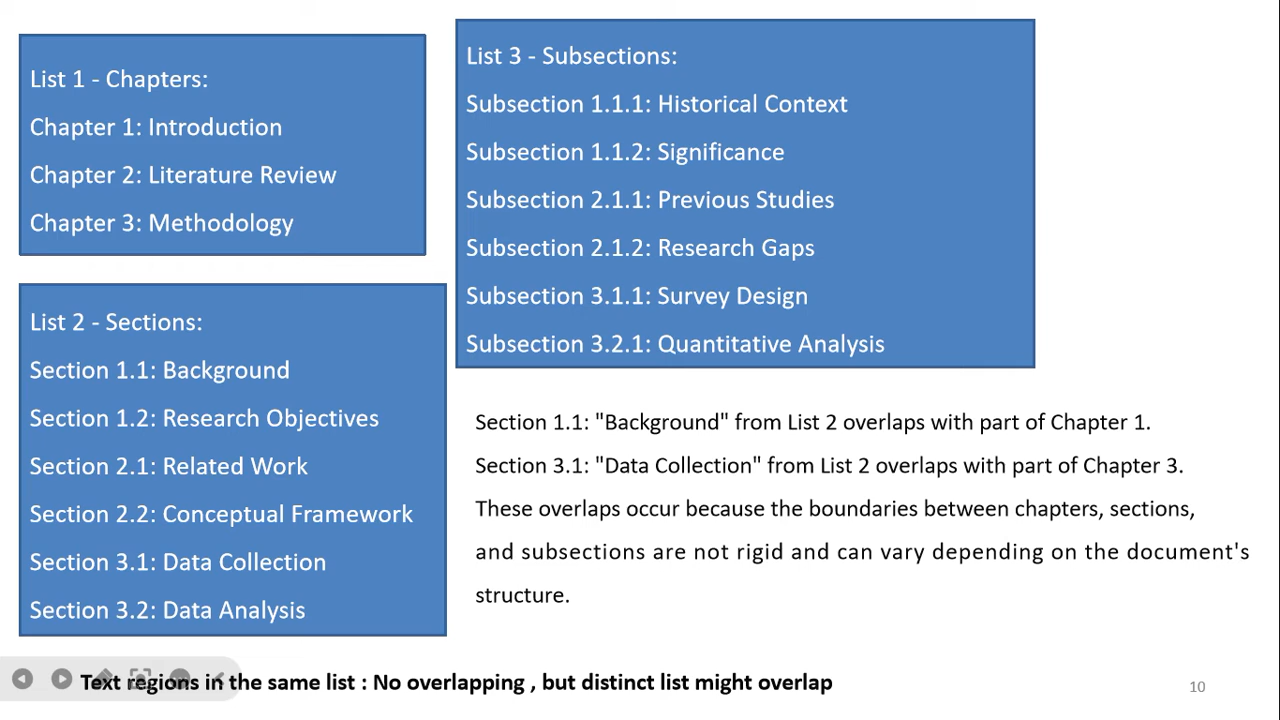 List 1 - Chapters:
Chapter 1: Introduction
Chapter 2: Literature Review
Chapter 3: Methodology
List 2 - Sections:
Section 1.1: Background
Section 1.2: Research Objectives
Section 2.1: Related Work
Section 2.2: Conceptual Framework
Section 3.1: Data Collection
Section 3.2: Data Analysis
List 3 - Subsections:
Subsection 1.1.1: Historical Context
Subsection 1.1.2: Significance
Subsection 2.1.1: Previous Studies
Subsection 2.1.2: Research Gaps
Subsection 3.1.1: Survey Design
Subsection 3.2.1: Quantitative Analysis
Section 1.1: "Background" from List 2 overlaps with part of Chapter 1.
Section 3.1: "Data Collection" from List 2 overlaps with part of Chapter 3.
These overlaps occur because the boundaries between chapters, sections,
and subsections are not rigid and can vary depending on the document's
structure.
Text regions in the same list : No overlapping , but distinct list might overlap
10